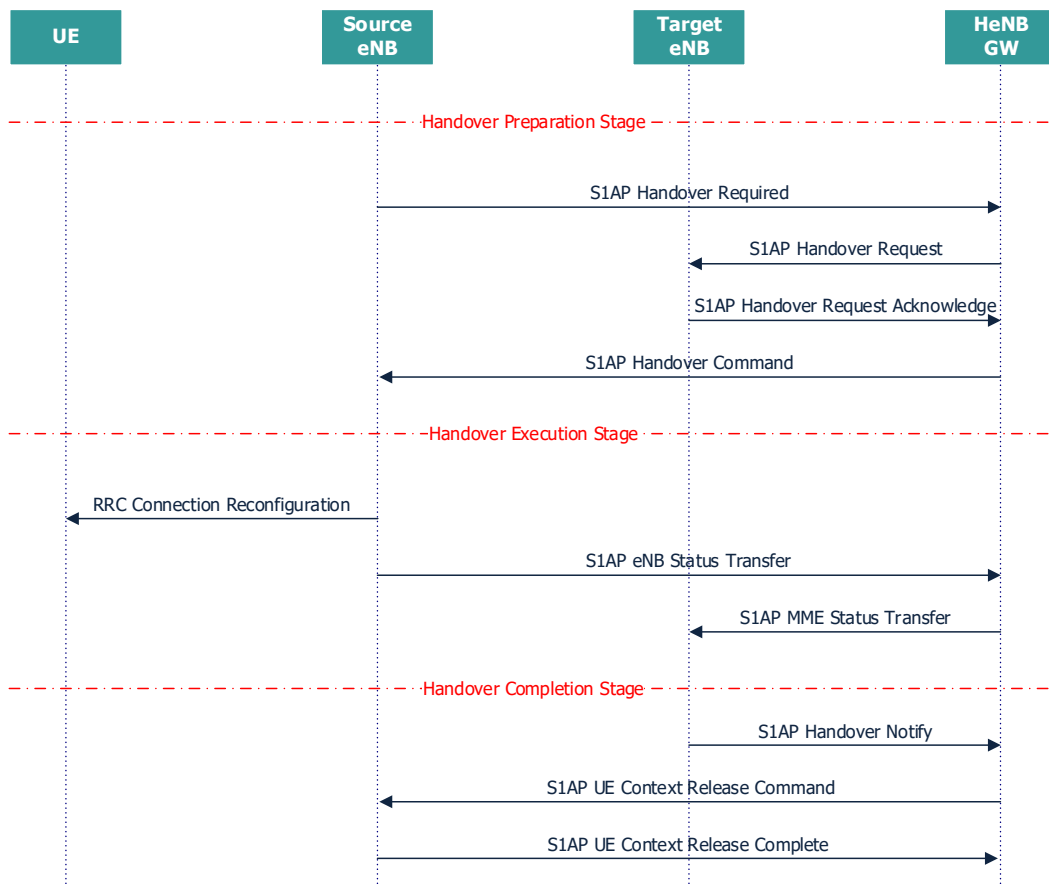 UE
Source
eNB
Target
eNB
HeNB
GW
Handover Preparation Stage
S1AP Handover Required
S1AP Handover Request
S1AP Handover Request Acknowledge
S1AP Handover Command
Handover Execution Stage
RRC Connection Reconfiguration
S1AP eNB Status Transfer
S1AP MME Status Transfer
Handover Completion Stage
S1AP Handover Notify
S1AP UE Context Release Command
S1AP UE Context Release Complete